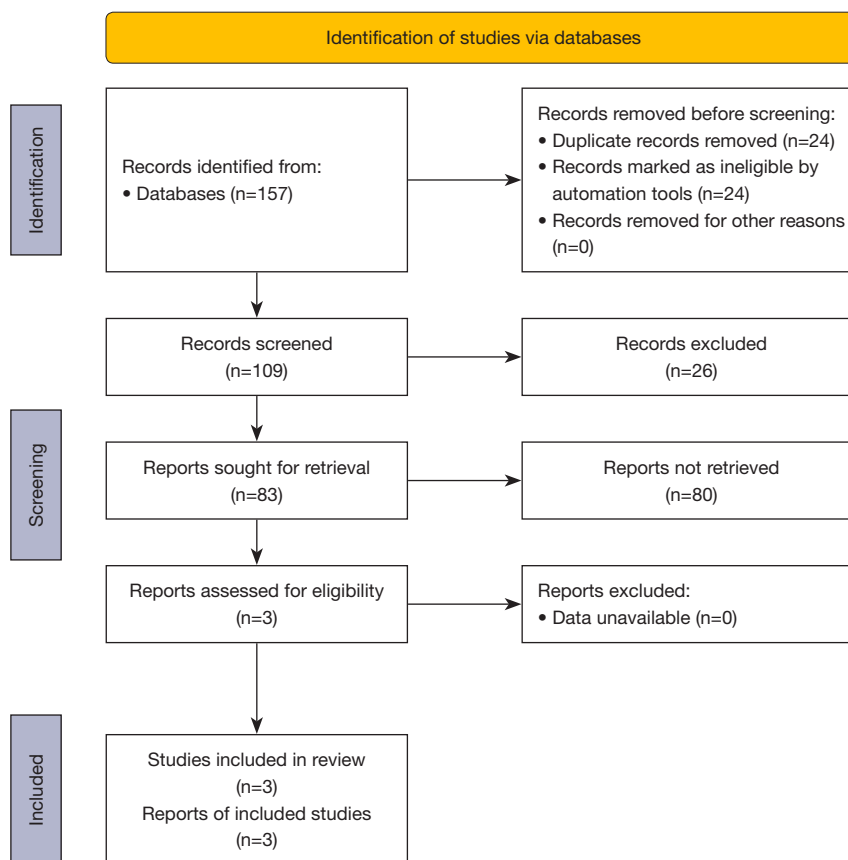 Identification of studies via databases
Identification
Records identified from:
• Databases (n=157)
Records removed before screening:
• Duplicate records removed (n=24)
• Records marked as ineligible by
automation tools (n=24)
• Records removed for other reasons
(n=0)
Screening
Records screened
(n=109)
Records excluded
(n=26)
Reports sought for retrieval
(n=83)
Reports not retrieved
(n=80)
Reports assessed for eligibility
(n=3)
Reports excluded:
• Data unavailable (n=0)
Included
Studies included in review
(n=3)
Reports of included studies
(n=3)